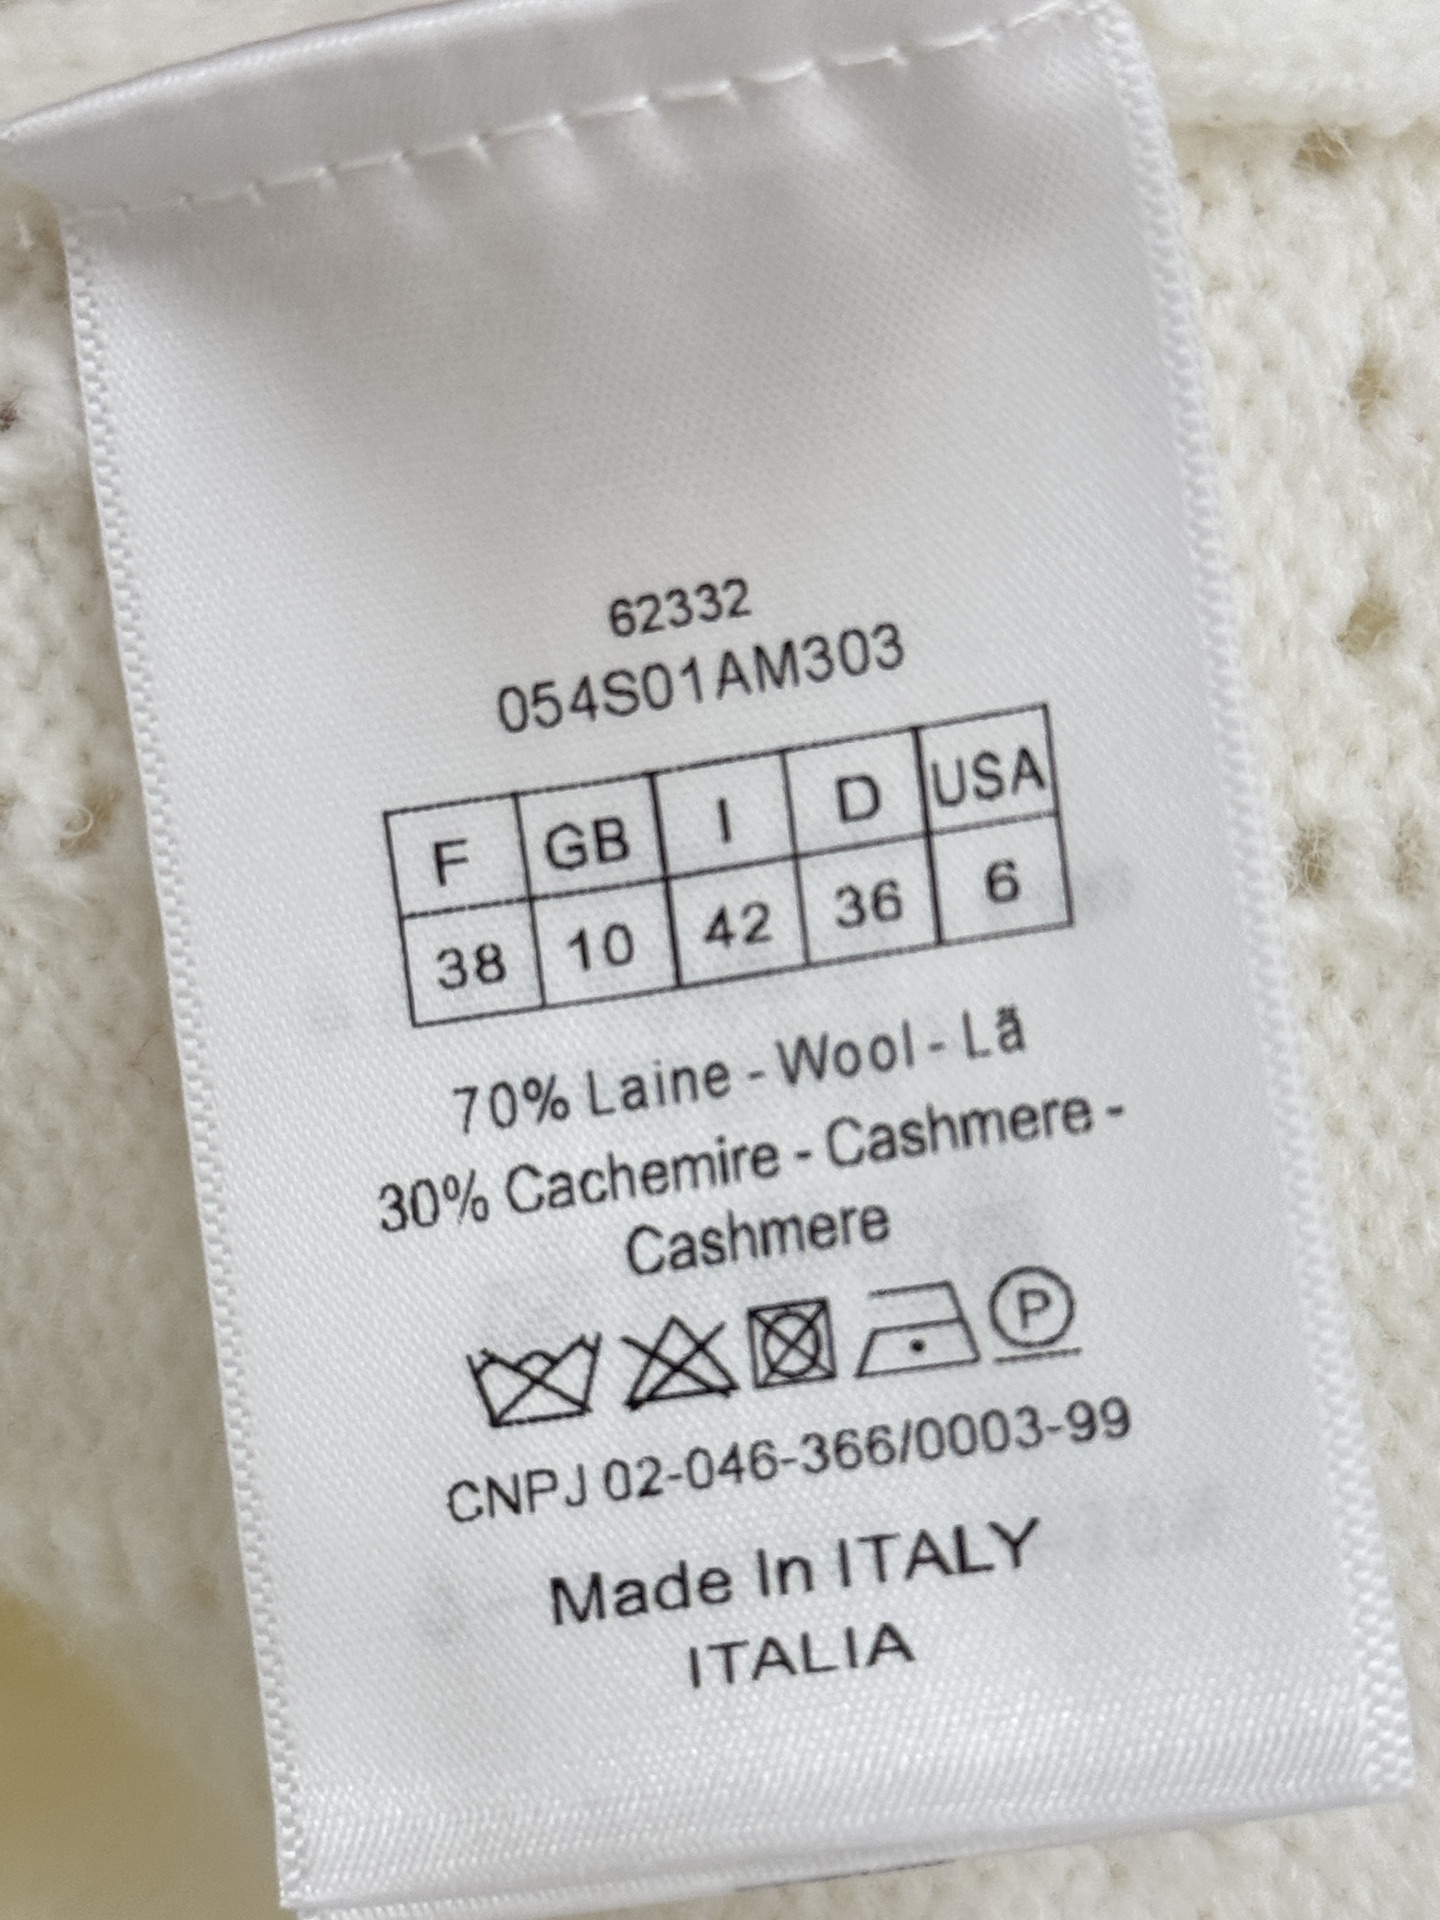 62332
054S01AM303
F GB I D USA
38 10 42 36 6
70% Laine - Wool - Lã
30% Cachemire - Cashmere -
Cashmere
P
CNPJ 02-046-366/0003-99
Made In ITALY
ITALIA